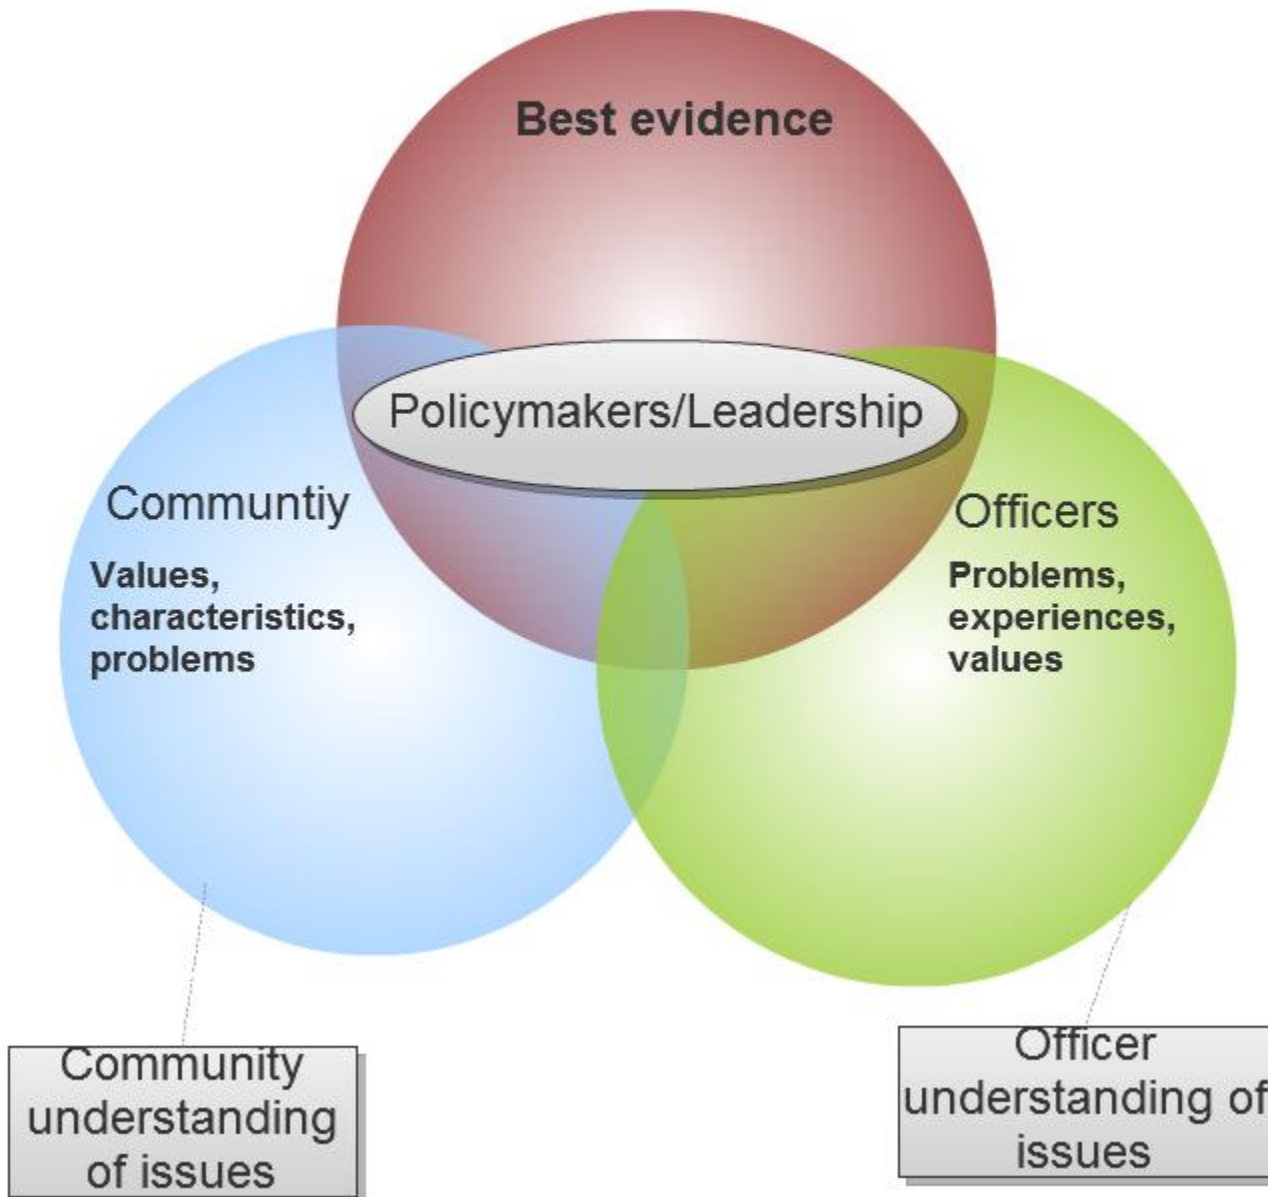 Best evidence
Policymakers/Leadership
Communtiy
Values,
characteristics,
problems
Officers
Problems,
experiences,
values
Community
understanding
of issues
Officer
understanding of
issues